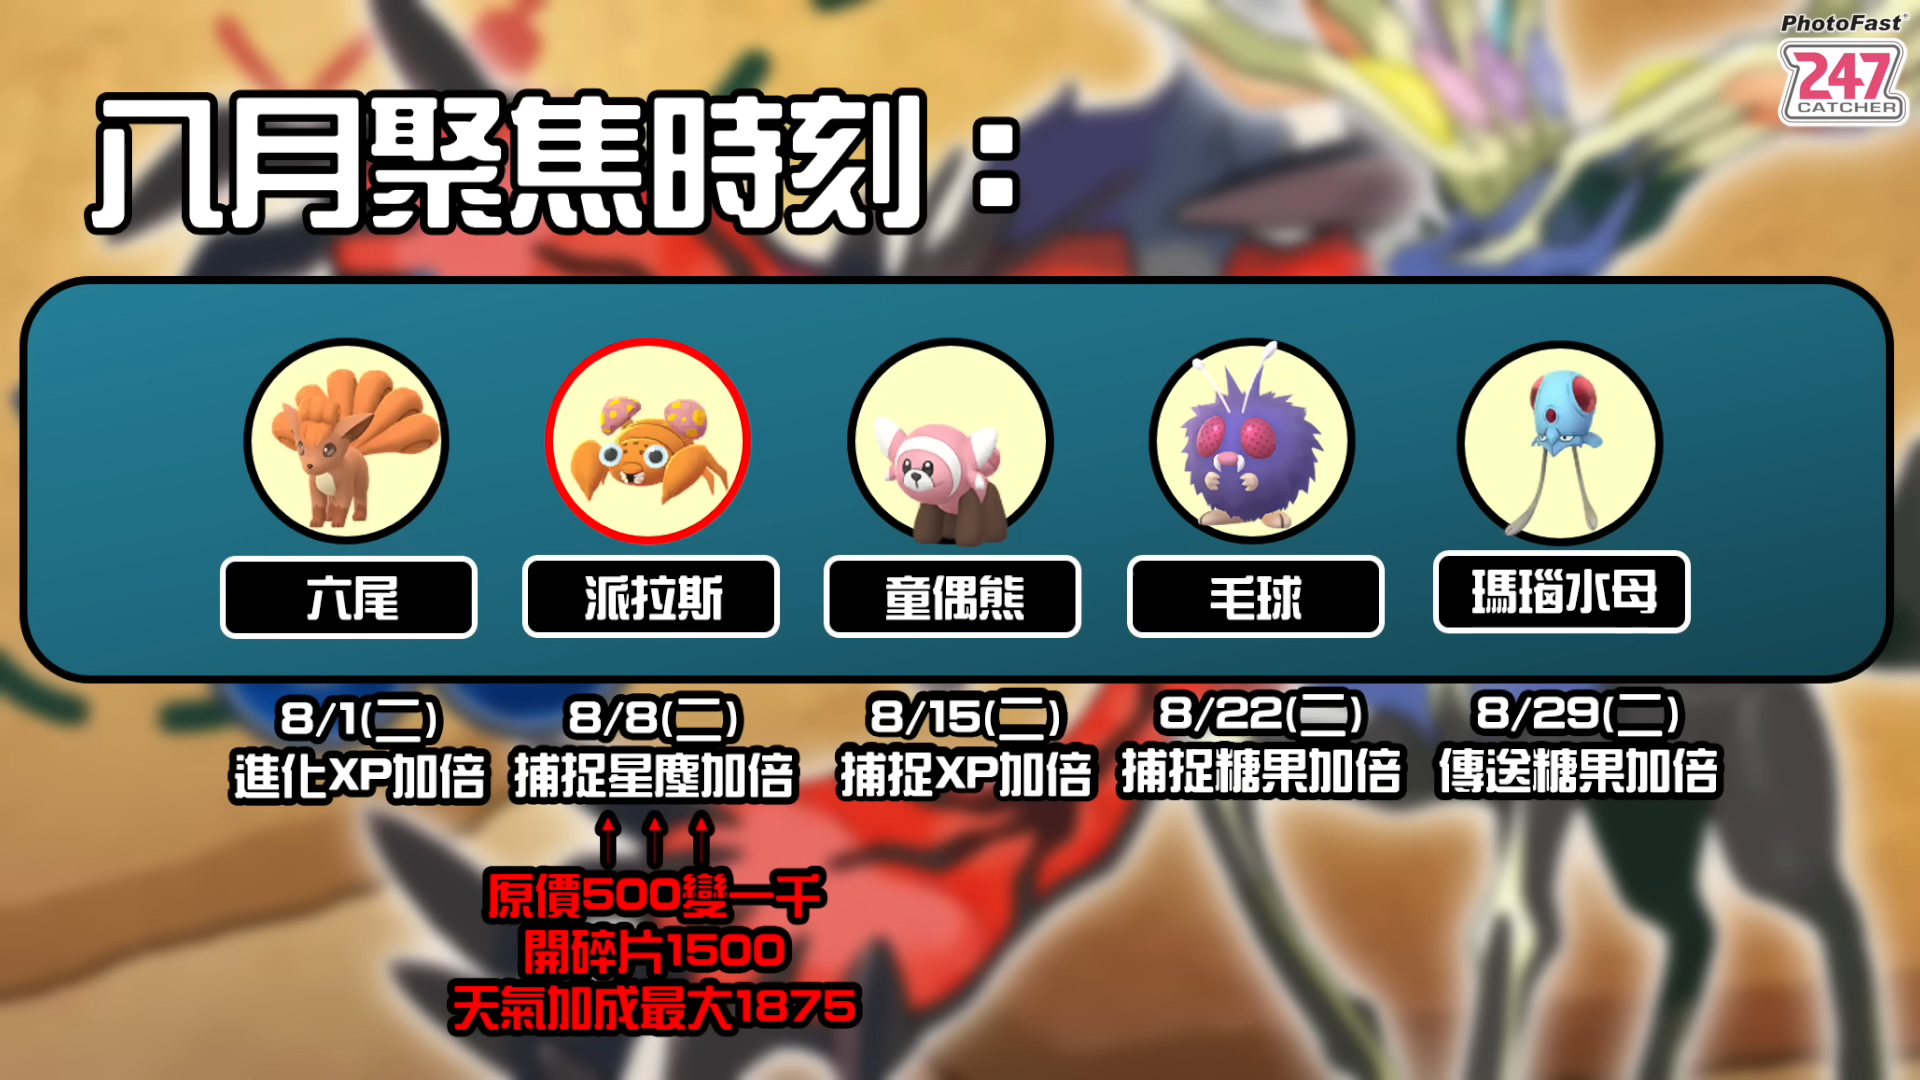 PhotoFast
247
CATCHER
八月聚焦時刻：
六尾
派拉斯
童偶熊
毛球
瑪瑙水母
8/1(二)
進化XP加倍
8/8(二)
捕捉星塵加倍
8/15(二)
捕捉XP加倍
8/22(二)
捕捉糖果加倍
8/29(二)
傳送糖果加倍
原價500變一千
開碎片1500
天氣加成最大1875